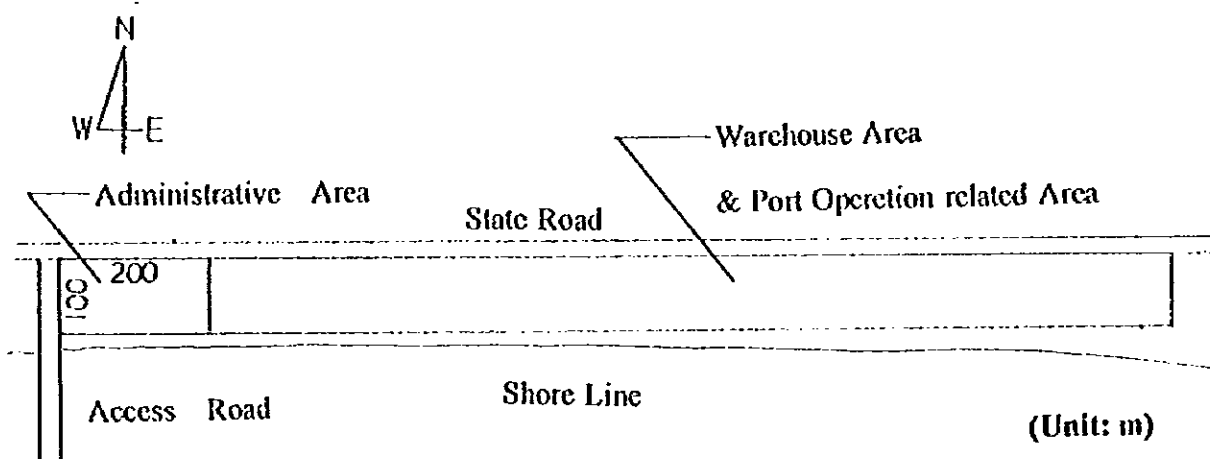 N
W E
Warehouse Area
Administrative Area
& Port Operetion related Area
State Road
200
100
Shore Line
Access Road
(Unit: m)